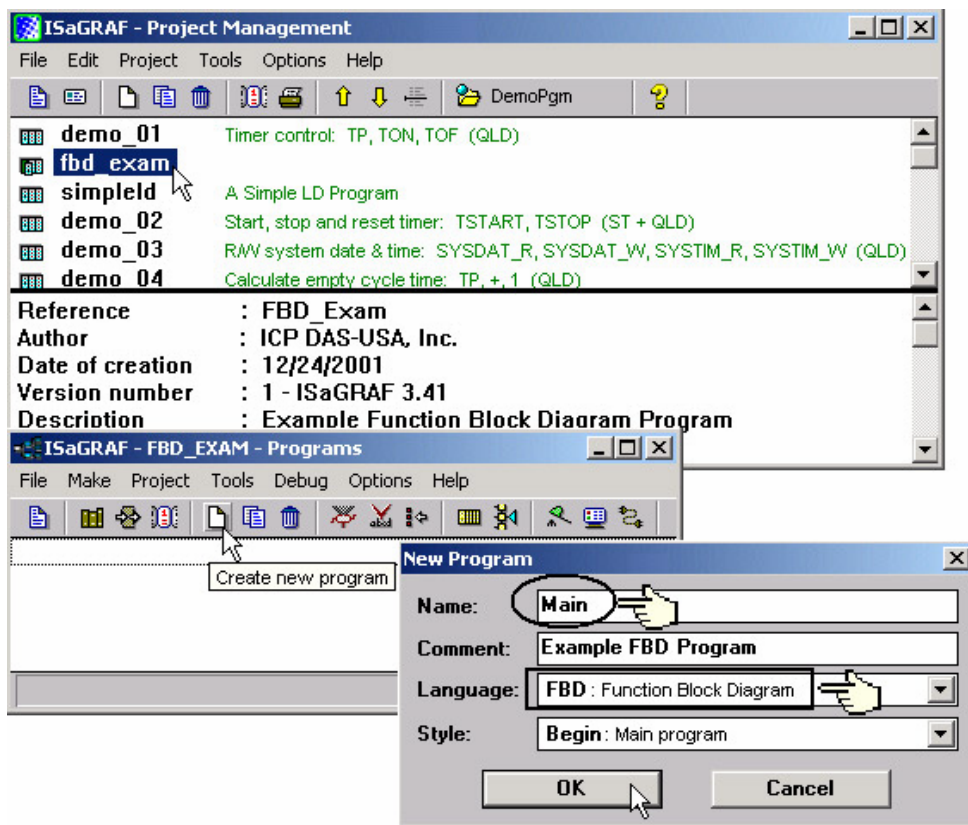 ISaGRAF - Project Management
File Edit Project Tools Options Help
DemoPgm
demo_01 Timer control: TP, TON, TOF (QLD)
fbd_exam
simpleld A Simple LD Program
demo_02 Start, stop and reset timer: TSTART, TSTOP (ST + QLD)
demo_03 R/W system date & time: SYSDAT_R, SYSDAT_W, SYSTIM_R, SYSTIM_W (QLD)
demo_04 Calculate empty cycle time: TP, +, 1 (QLD)
Reference : FBD_Exam
Author : ICP DAS-USA, Inc.
Date of creation : 12/24/2001
Version number : 1 - ISaGRAF 3.41
Description : Example Function Block Diagram Program
ISaGRAF - FBD_EXAM - Programs
File Make Project Tools Debug Options Help
Create new program
New Program
Name: Main
Comment: Example FBD Program
Language: FBD : Function Block Diagram
Style: Begin : Main program
OK Cancel